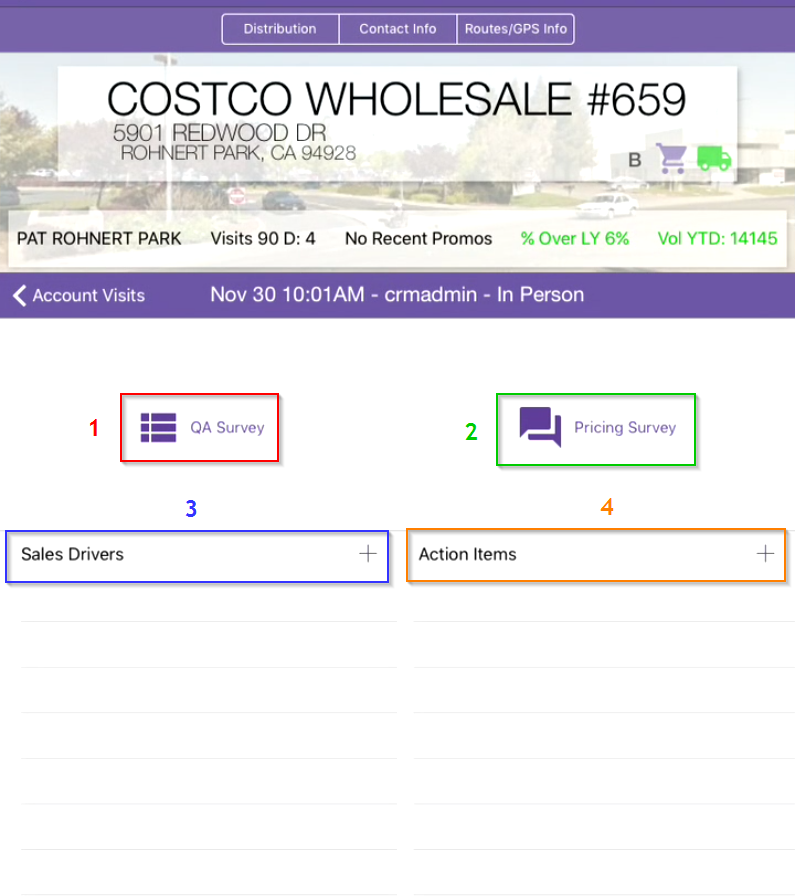 Distribution Contact Info Routes/GPS Info
COSTCO WHOLESALE #659
5901 REDWOOD DR
ROHNERT PARK, CA 94928
B
PAT ROHNERT PARK Visits 90 D: 4 No Recent Promos % Over LY 6% Vol YTD: 14145
Account Visits Nov 30 10:01AM - crmadmin - In Person
1 QA Survey 2 Pricing Survey
3 4
Sales Drivers + Action Items +